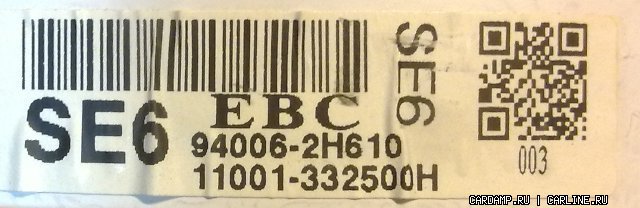 SE6
EBC
94006-2H610
11001-332500H
SE6
003
CARDAMP.RU | CARLINE.RU